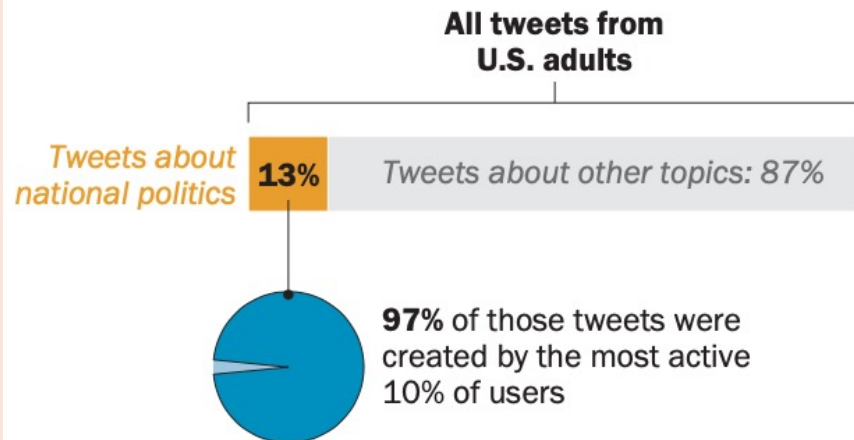 All tweets from
U.S. adults
Tweets about
national politics
13%
Tweets about other topics: 87%
97% of those tweets were
created by the most active
10% of users